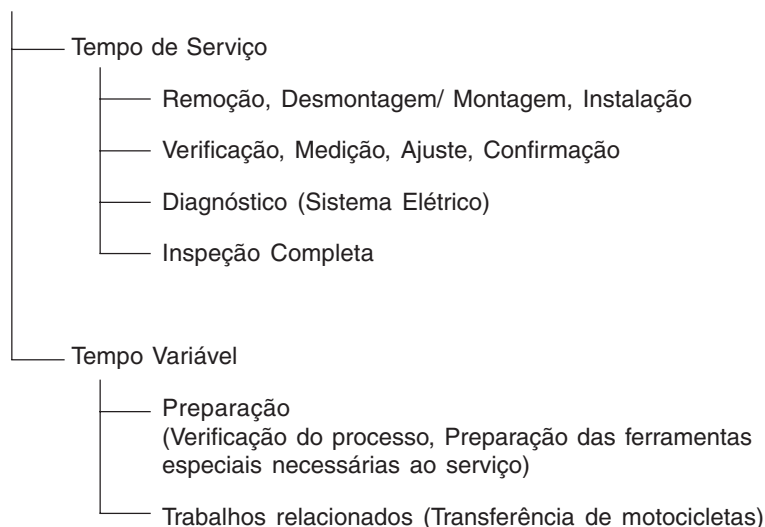 Tempo de Serviço
Remoção, Desmontagem/ Montagem, Instalação
Verificação, Medição, Ajuste, Confirmação
Diagnóstico (Sistema Elétrico)
Inspeção Completa
Tempo Variável
Preparação
(Verificação do processo, Preparação das ferramentas
especiais necessárias ao serviço)
Trabalhos relacionados (Transferência de motocicletas)